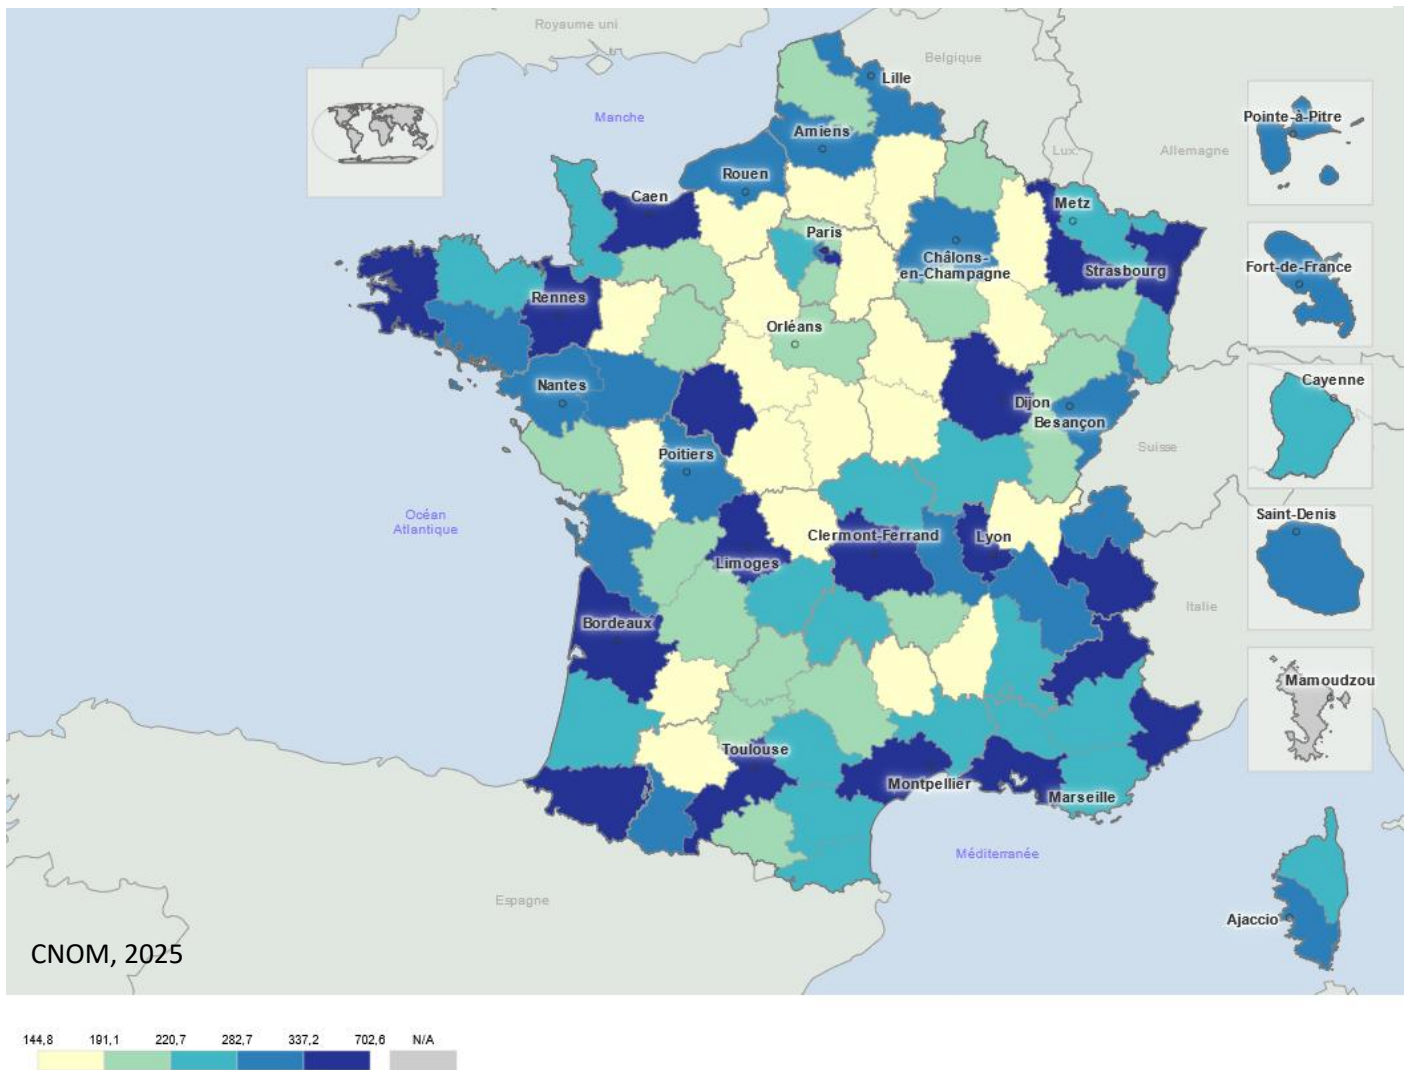 Royaume uni
Belgique
Lille
Manche
Pointe-à-Pitre
Amiens
Lux.
Allemagne
Rouen
Caen
Metz
Paris
Châlons-
en-Champagne
Fort-de-France
Strasbourg
Rennes
Orléans
Nantes
Dijon
Besançon
Cayenne
Suisse
Poitiers
Océan
Atlantique
Saint-Denis
Clermont-Ferrand
Lyon
Limoges
Italie
Bordeaux
Mamoudzou
Toulouse
Montpellier
Marseille
Méditerranée
Espagne
Ajaccio
CNOM, 2025
144,8 191,1 220,7 282,7 337,2 702,6 N/A